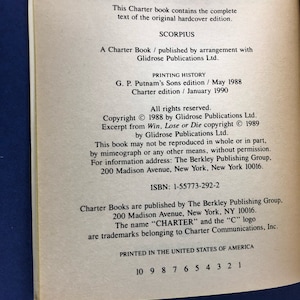 This Charter book contains the complete
text of the original hardcover edition.
SCORPIUS
A Charter Book / published by arrangement with
Glidrose Publications Ltd.
PRINTING HISTORY
G. P. Putnam's Sons edition / May 1988
Charter edition / January 1990
All rights reserved.
Copyright © 1988 by Glidrose Publications Ltd.
Excerpt from Win, Lose or Die copyright © 1989
by Glidrose Publications Ltd.
This book may not be reproduced in whole or in part,
by mimeograph or any other means, without permission.
For information address: The Berkley Publishing Group,
200 Madison Avenue, New York, New York 10016.
ISBN: 1-55773-292-2
Charter Books are published by The Berkley Publishing Group,
200 Madison Avenue, New York, NY 10016.
The name "CHARTER" and the "C" logo
are trademarks belonging to Charter Communications, Inc.
PRINTED IN THE UNITED STATES OF AMERICA
10 9 8 7 6 5 4 3 2 1